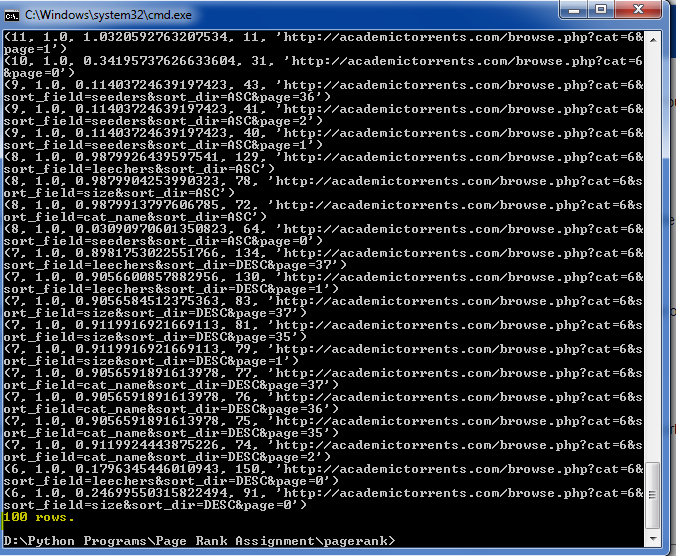 C:\Windows\system32\cmd.exe
(11, 1.0, 1.0320592763207534, 11, 'http://academictorrents.com/browse.php?cat=6&
page=1')
(10, 1.0, 0.34195737626633604, 31, 'http://academictorrents.com/browse.php?cat=6
&page=0')
(9, 1.0, 0.11403724639197423, 43, 'http://academictorrents.com/browse.php?cat=6&
sort_field=seeders&sort_dir=ASC&page=36')
(9, 1.0, 0.11403724639197423, 41, 'http://academictorrents.com/browse.php?cat=6&
sort_field=seeders&sort_dir=ASC&page=2')
(9, 1.0, 0.11403724639197423, 40, 'http://academictorrents.com/browse.php?cat=6&
sort_field=seeders&sort_dir=ASC&page=1')
(8, 1.0, 0.9879926439597541, 129, 'http://academictorrents.com/browse.php?cat=6&
sort_field=leechers&sort_dir=ASC')
(8, 1.0, 0.9879904253990323, 78, 'http://academictorrents.com/browse.php?cat=6&s
ort_field=size&sort_dir=ASC')
(8, 1.0, 0.9879913797606785, 72, 'http://academictorrents.com/browse.php?cat=6&s
ort_field=cat_name&sort_dir=ASC')
(8, 1.0, 0.03090970601350823, 64, 'http://academictorrents.com/browse.php?cat=6&
sort_field=seeders&sort_dir=ASC&page=0')
(7, 1.0, 0.8981753022551766, 134, 'http://academictorrents.com/browse.php?cat=6&
sort_field=leechers&sort_dir=DESC&page=37')
(7, 1.0, 0.9056600857882956, 130, 'http://academictorrents.com/browse.php?cat=6&
sort_field=leechers&sort_dir=DESC&page=1')
(7, 1.0, 0.9056584512375363, 83, 'http://academictorrents.com/browse.php?cat=6&s
ort_field=size&sort_dir=DESC&page=37')
(7, 1.0, 0.9119916921669113, 81, 'http://academictorrents.com/browse.php?cat=6&s
ort_field=size&sort_dir=DESC&page=35')
(7, 1.0, 0.9119916921669113, 79, 'http://academictorrents.com/browse.php?cat=6&s
ort_field=size&sort_dir=DESC&page=1')
(7, 1.0, 0.9056591891613978, 77, 'http://academictorrents.com/browse.php?cat=6&s
ort_field=cat_name&sort_dir=DESC&page=37')
(7, 1.0, 0.9056591891613978, 76, 'http://academictorrents.com/browse.php?cat=6&s
ort_field=cat_name&sort_dir=DESC&page=36')
(7, 1.0, 0.9056591891613978, 75, 'http://academictorrents.com/browse.php?cat=6&s
ort_field=cat_name&sort_dir=DESC&page=35')
(7, 1.0, 0.9119924443875226, 74, 'http://academictorrents.com/browse.php?cat=6&s
ort_field=cat_name&sort_dir=DESC&page=2')
(6, 1.0, 0.1796345446010943, 150, 'http://academictorrents.com/browse.php?cat=6&
sort_field=leechers&sort_dir=DESC&page=0')
(6, 1.0, 0.24699550315822494, 91, 'http://academictorrents.com/browse.php?cat=6&
sort_field=size&sort_dir=DESC&page=0')
100 rows.
D:\Python Programs\Page Rank Assignment\pagerank>